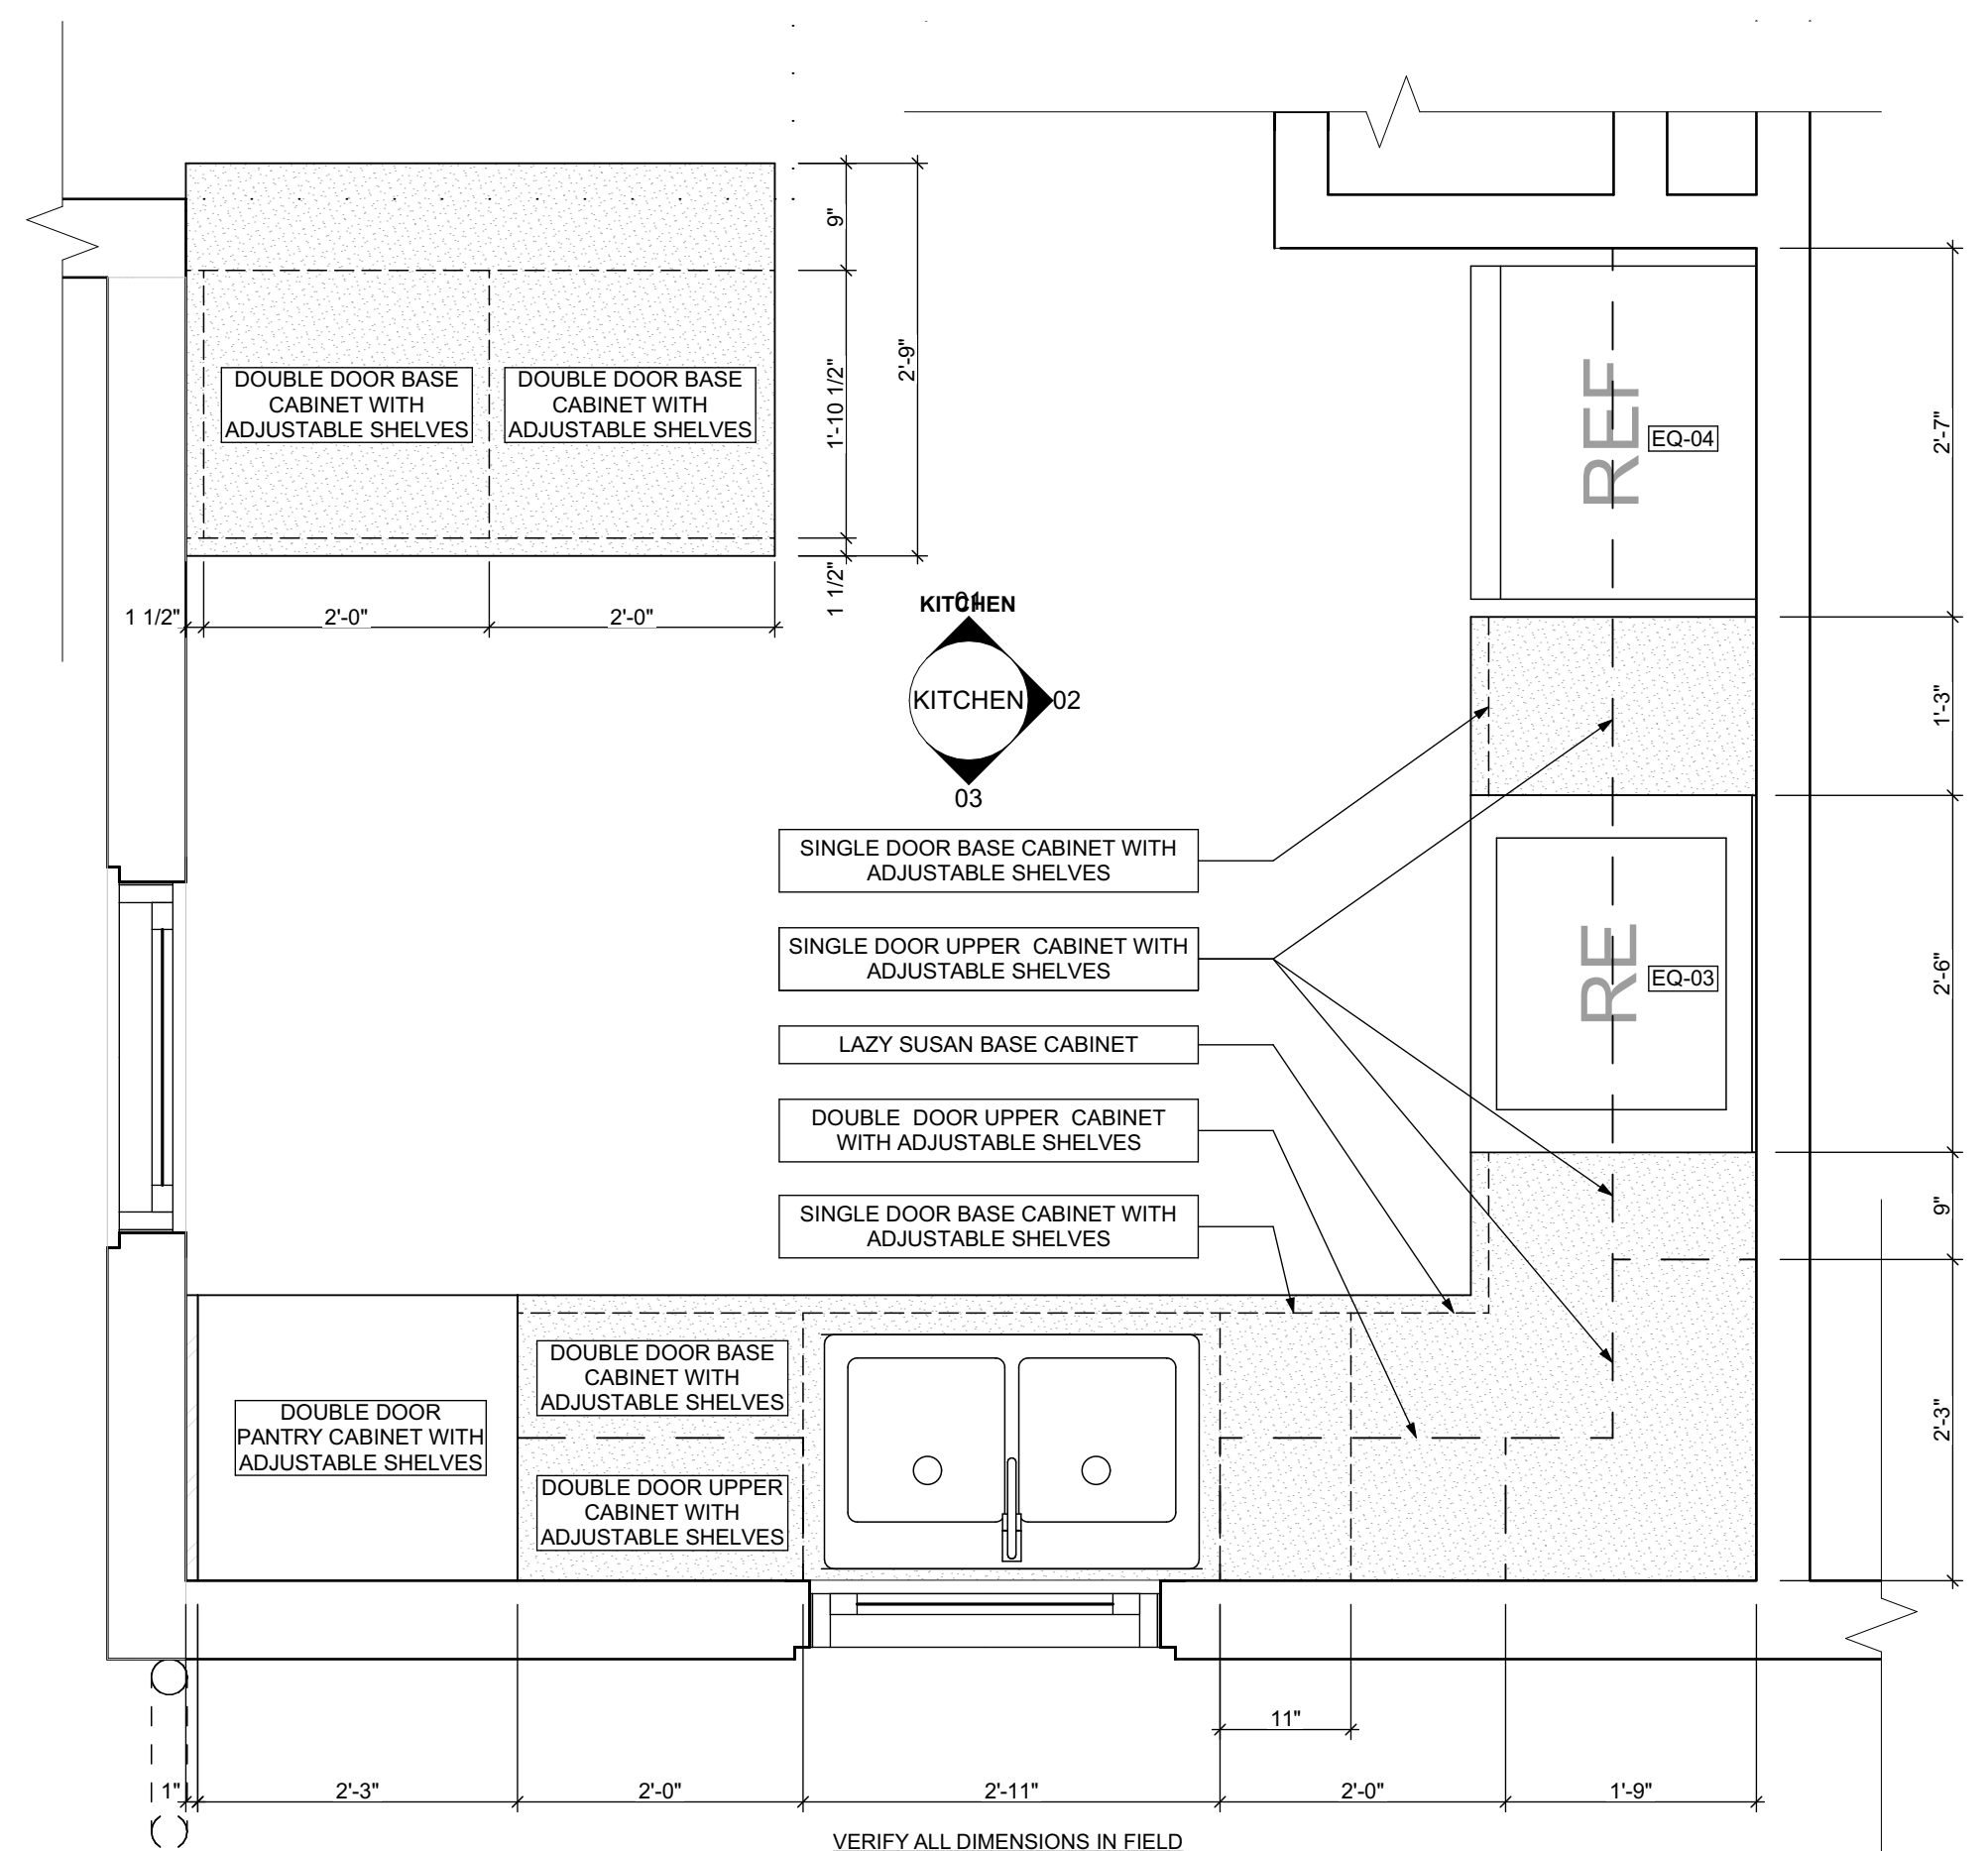 9"
2'-9"
1'-10 1/2"
1 1/2"
DOUBLE DOOR BASE
CABINET WITH
ADJUSTABLE SHELVES
DOUBLE DOOR BASE
CABINET WITH
ADJUSTABLE SHELVES
1 1/2"
2'-0"
2'-0"
REF
EQ-04
2'-7"
01
KITCHEN
KITCHEN
02
03
1'-3"
SINGLE DOOR BASE CABINET WITH
ADJUSTABLE SHELVES
SINGLE DOOR UPPER CABINET WITH
ADJUSTABLE SHELVES
RE
EQ-03
2'-6"
LAZY SUSAN BASE CABINET
DOUBLE DOOR UPPER CABINET
WITH ADJUSTABLE SHELVES
SINGLE DOOR BASE CABINET WITH
ADJUSTABLE SHELVES
9"
2'-3"
DOUBLE DOOR
PANTRY CABINET WITH
ADJUSTABLE SHELVES
DOUBLE DOOR BASE
CABINET WITH
ADJUSTABLE SHELVES
DOUBLE DOOR UPPER
CABINET WITH
ADJUSTABLE SHELVES
11"
1"
2'-3"
2'-0"
2'-11"
2'-0"
1'-9"
VERIFY ALL DIMENSIONS IN FIELD